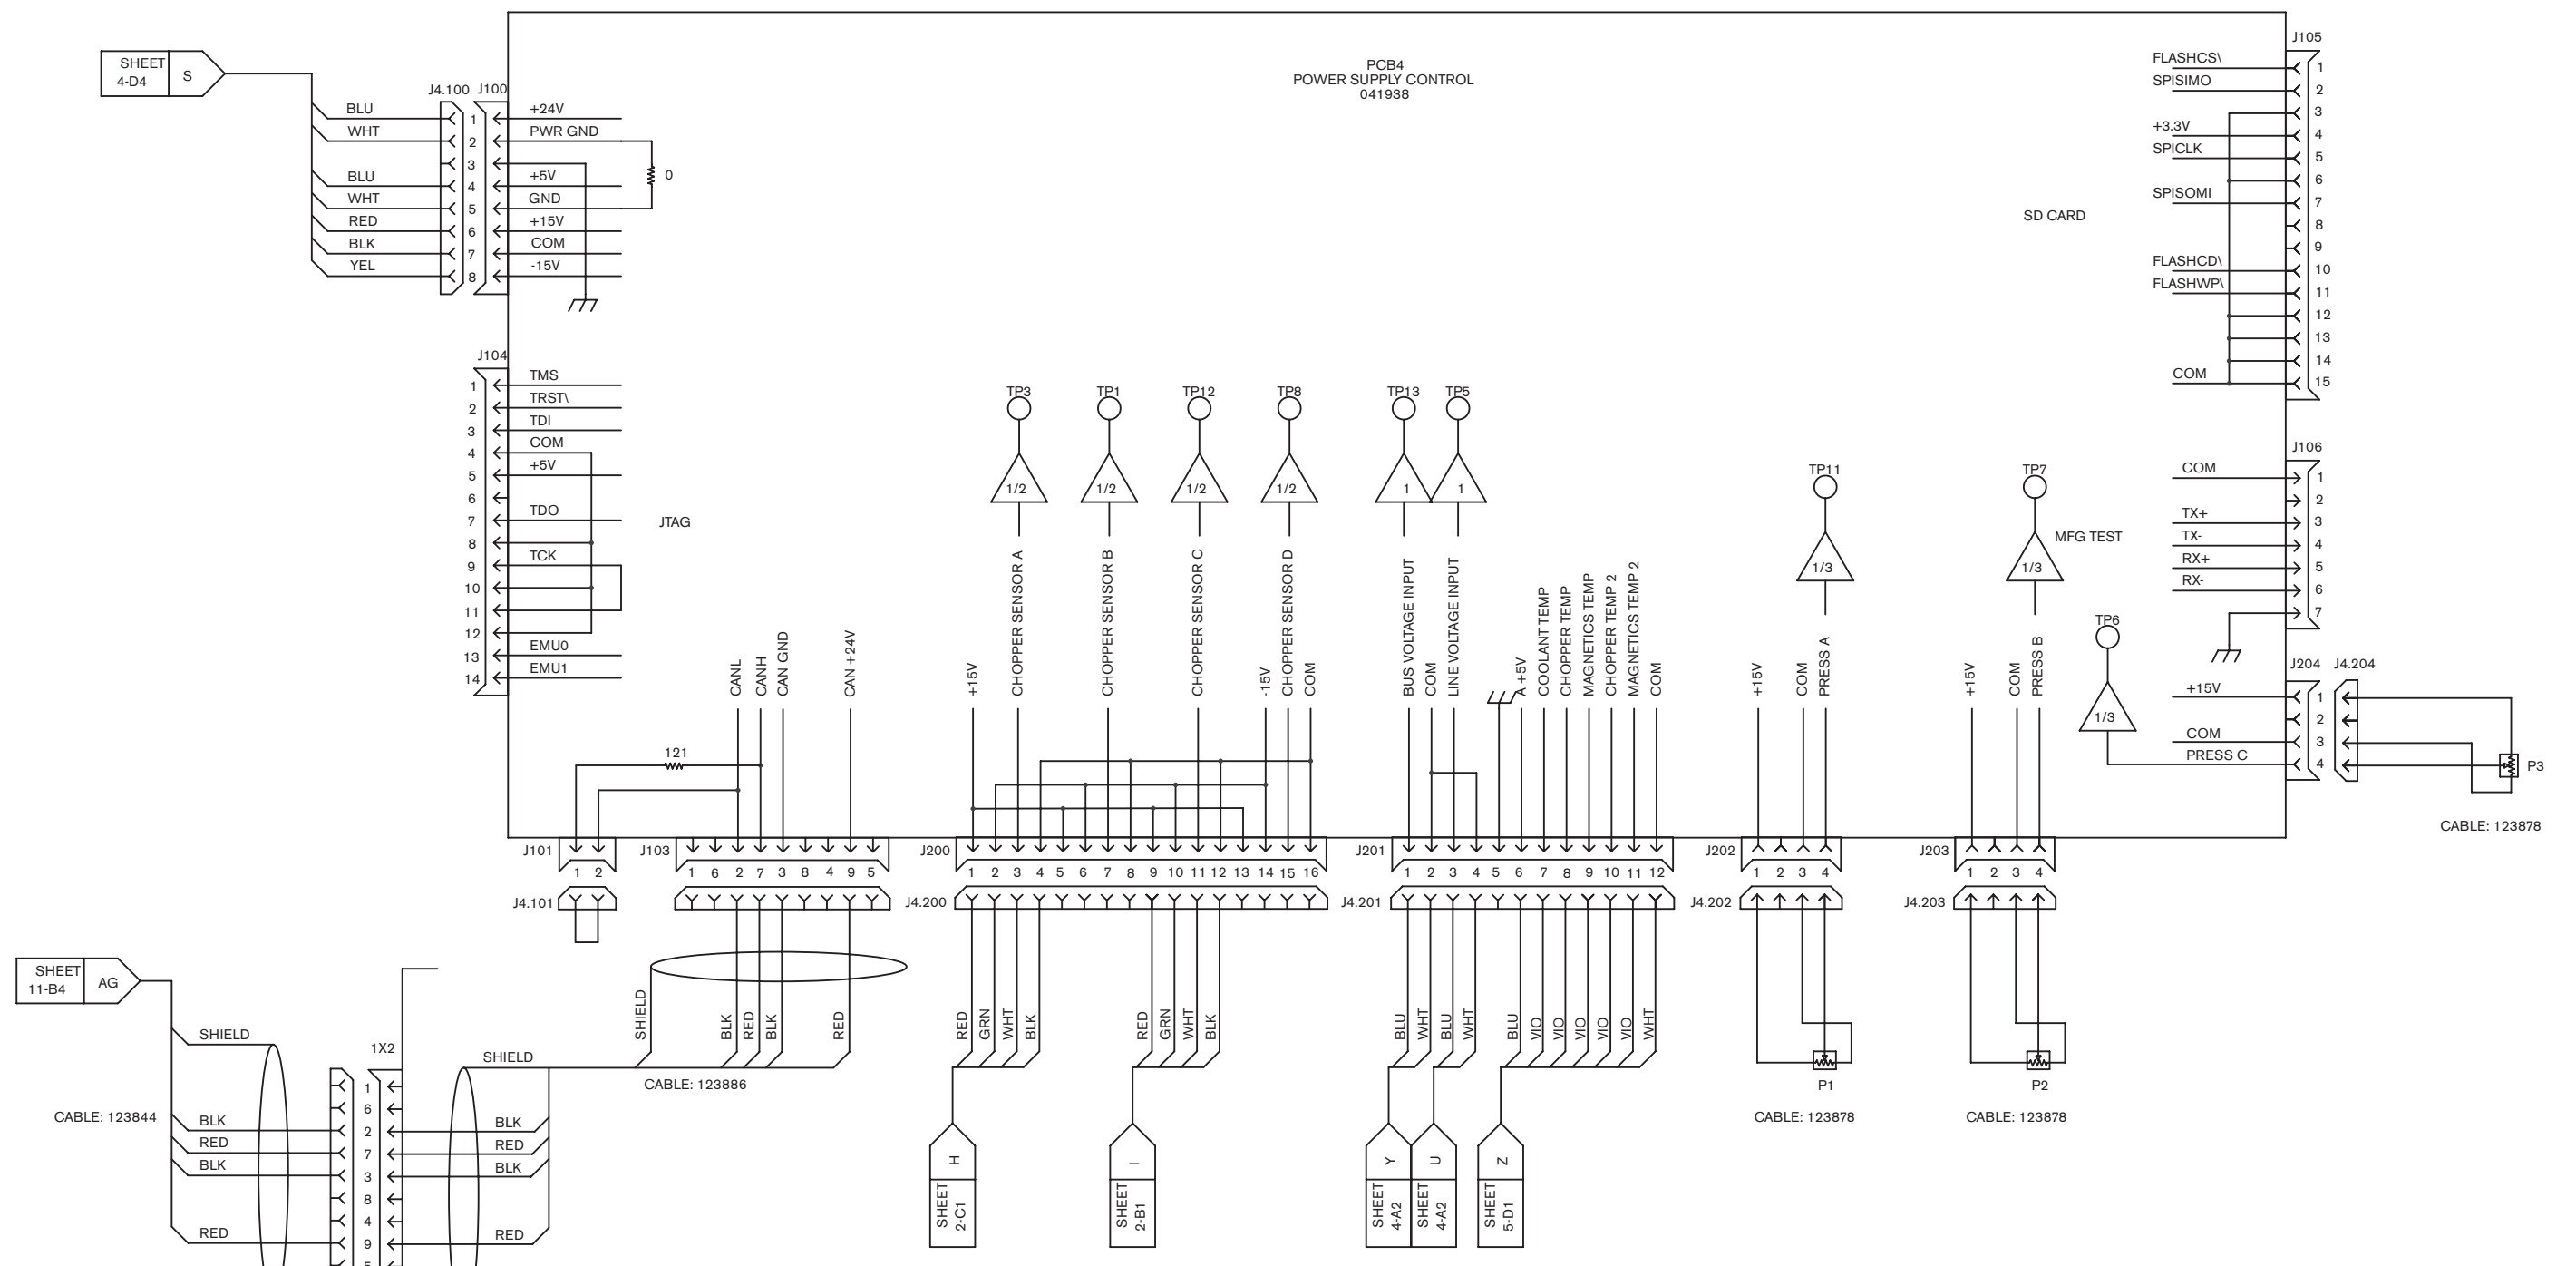 PCB4
POWER SUPPLY CONTROL
041938
SHEET
4-D4
S
J4.100
J100
BLU
WHT
BLU
WHT
RED
BLK
YEL
1
2
3
4
5
6
7
8
+24V
PWR GND
+5V
GND
+15V
COM
-15V
0
J104
1
2
3
4
5
6
7
8
9
10
11
12
13
14
TMS
TRST\
TDI
COM
+5V
TDO
TCK
EMU0
EMU1
JTAG
J105
FLASHCS\
SPISIMO
+3.3V
SPICLK
SPISOMI
FLASHCD\
FLASHWP\
COM
1
2
3
4
5
6
7
8
9
10
11
12
13
14
15
SD CARD
J106
COM
TX+
TX-
RX+
RX-
1
2
3
4
5
6
7
MFG TEST
TP3
TP1
TP12
TP8
TP13
TP5
TP11
TP7
TP6
1/2
1/2
1/2
1/2
1
1
1/3
1/3
1/3
J204
J4.204
+15V
COM
PRESS C
1
2
3
4
P3
CABLE: 123878
CANL
CANH
CAN GND
CAN +24V
121
+15V
CHOPPER SENSOR A
CHOPPER SENSOR B
CHOPPER SENSOR C
-15V
CHOPPER SENSOR D
COM
BUS VOLTAGE INPUT
COM
LINE VOLTAGE INPUT
A +5V
COOLANT TEMP
CHOPPER TEMP
MAGNETICS TEMP
CHOPPER TEMP 2
MAGNETICS TEMP 2
COM
+15V
COM
PRESS A
+15V
COM
PRESS B
J101
1 2
J4.101
J103
1 6 2 7 3 8 4 9 5
J200
1 2 3 4 5 6 7 8 9 10 11 12 13 14 15 16
J4.200
J201
1 2 3 4 5 6 7 8 9 10 11 12
J4.201
J202
1 2 3 4
J4.202
J203
1 2 3 4
J4.203
SHIELD
BLK
RED
BLK
RED
RED
GRN
WHT
BLK
RED
GRN
WHT
BLK
BLU
WHT
BLU
WHT
BLU
VIO
VIO
VIO
VIO
VIO
WHT
P1
CABLE: 123878
P2
CABLE: 123878
H
SHEET
2-C1
I
SHEET
2-B1
Y
SHEET
4-A2
U
SHEET
4-A2
Z
SHEET
5-D1
SHEET
11-B4
AG
SHIELD
BLK
RED
BLK
RED
CABLE: 123844
1X2
1
6
2
7
3
8
4
9
SHIELD
CABLE: 123886
BLK
RED
BLK
RED